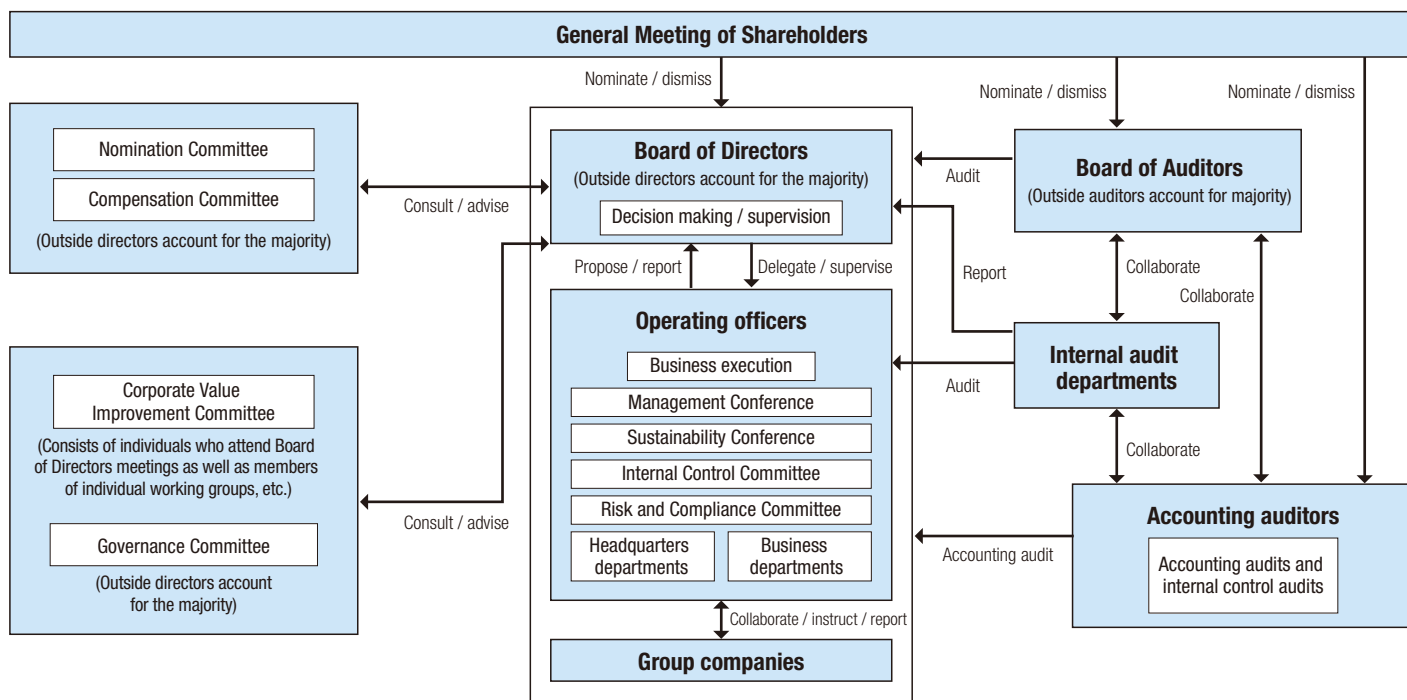 General Meeting of Shareholders
Nominate / dismiss
Nominate / dismiss
Nominate / dismiss
Nomination Committee
Compensation Committee
(Outside directors account for the majority)
Consult / advise
Board of Directors
(Outside directors account for the majority)
Decision making / supervision
Audit
Board of Auditors
(Outside auditors account for majority)
Propose / report
Delegate / supervise
Report
Collaborate
Collaborate
Operating officers
Business execution
Management Conference
Sustainability Conference
Internal Control Committee
Risk and Compliance Committee
Headquarters
departments
Business
departments
Audit
Internal audit
departments
Collaborate
Corporate Value
Improvement Committee
(Consists of individuals who attend Board
of Directors meetings as well as members
of individual working groups, etc.)
Governance Committee
(Outside directors account
for the majority)
Consult / advise
Accounting audit
Accounting auditors
Accounting audits and
internal control audits
Collaborate / instruct / report
Group companies